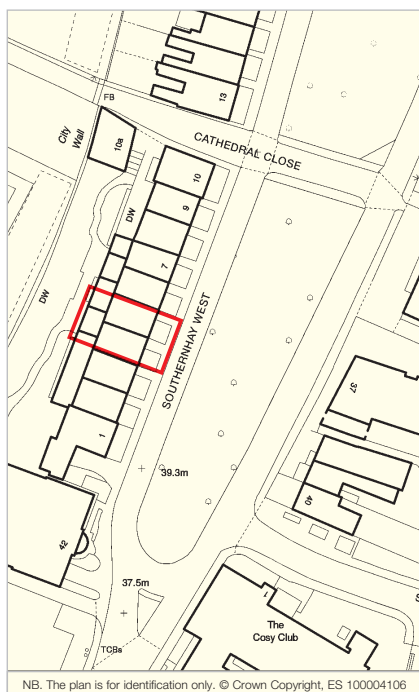 13
FB
City
Wall
10a
CATHEDRAL CLOSE
10
9
DW
7
DW
SOUTHERNHAY WEST
37
1
39.3m
40
42
37.5m
1
The
Cosy Club
TCBs
S
NB. The plan is for identification only. © Crown Copyright, ES 100004106